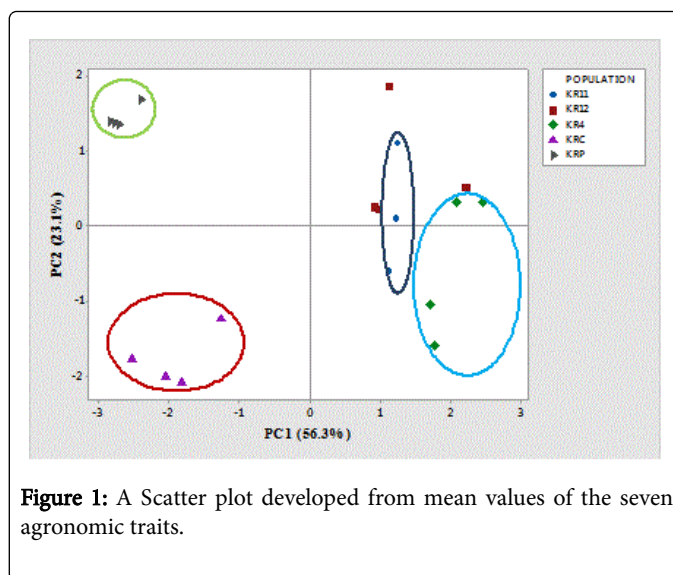 POPULATION
KR11
KR12
KR4
KRC
KRP
2
1
0
-1
-2
PC2 (23.1%)
-3
-2
-1
0
1
2
3
PC1 (56.3%)
Figure 1: A Scatter plot developed from mean values of the seven
agronomic traits.